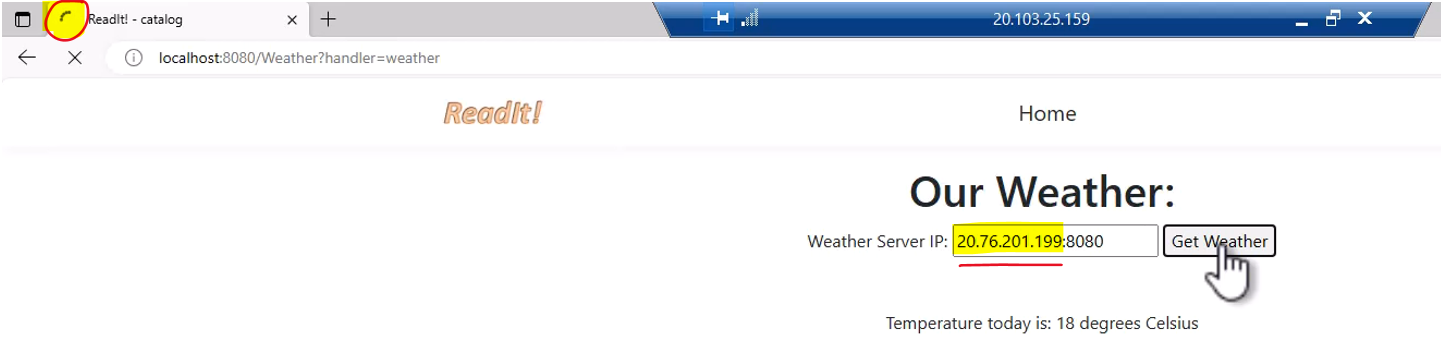 ReadIt! - catalog
20.103.25.159
localhost:8080/Weather?handler=weather
ReadIt!
Home
Our Weather:
Weather Server IP: 20.76.201.199:8080 Get Weather
Temperature today is: 18 degrees Celsius